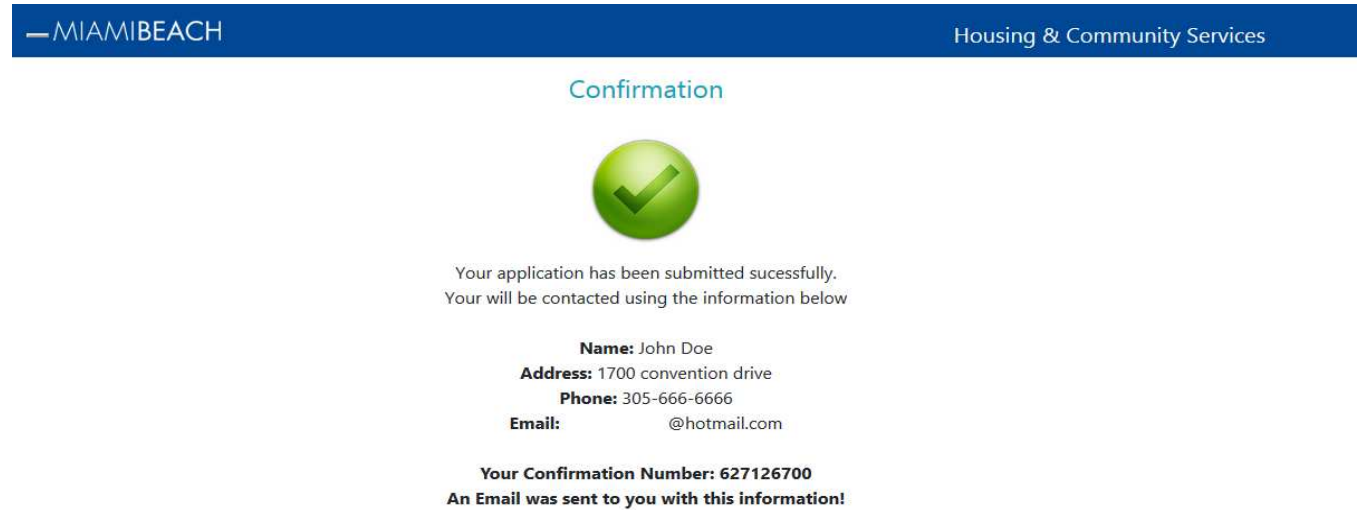 MIAMIBEACH
Housing & Community Services
Confirmation
Your application has been submitted sucessfully.
Your will be contacted using the information below
Name: John Doe
Address: 1700 convention drive
Phone: 305-666-6666
Email: @hotmail.com
Your Confirmation Number: 627126700
An Email was sent to you with this information!